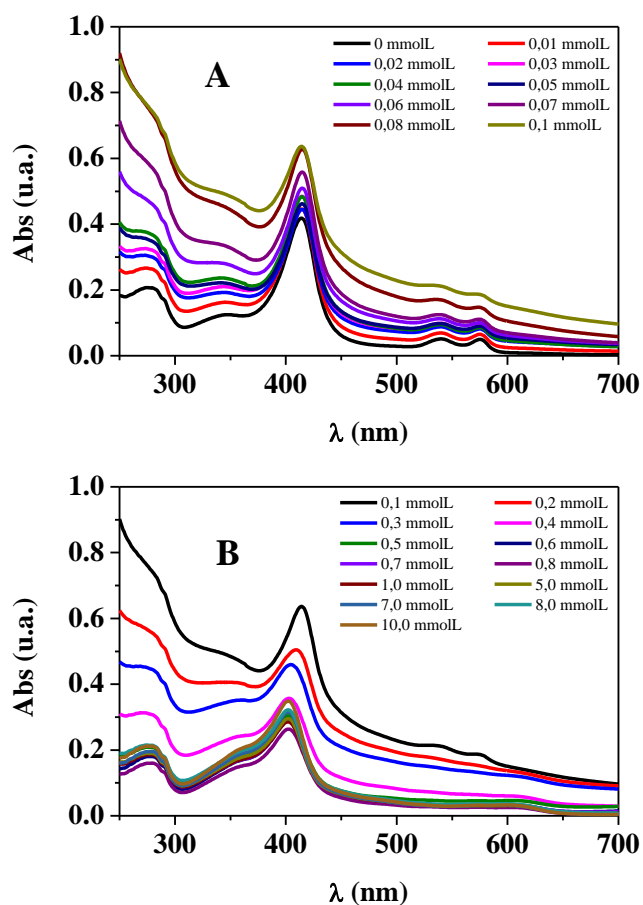 1.0
0.8
0.6
0.4
0.2
0.0
Abs (u.a.)
A
0 mmolL 0,01 mmolL
0,02 mmolL 0,03 mmolL
0,04 mmolL 0,05 mmolL
0,06 mmolL 0,07 mmolL
0,08 mmolL 0,1 mmolL
300 400 500 600 700
λ (nm)
1.0
0.8
0.6
0.4
0.2
0.0
Abs (u.a.)
B
0,1 mmolL 0,2 mmolL
0,3 mmolL 0,4 mmolL
0,5 mmolL 0,6 mmolL
0,7 mmolL 0,8 mmolL
1,0 mmolL 5,0 mmolL
7,0 mmolL 8,0 mmolL
10,0 mmolL
300 400 500 600 700
λ (nm)